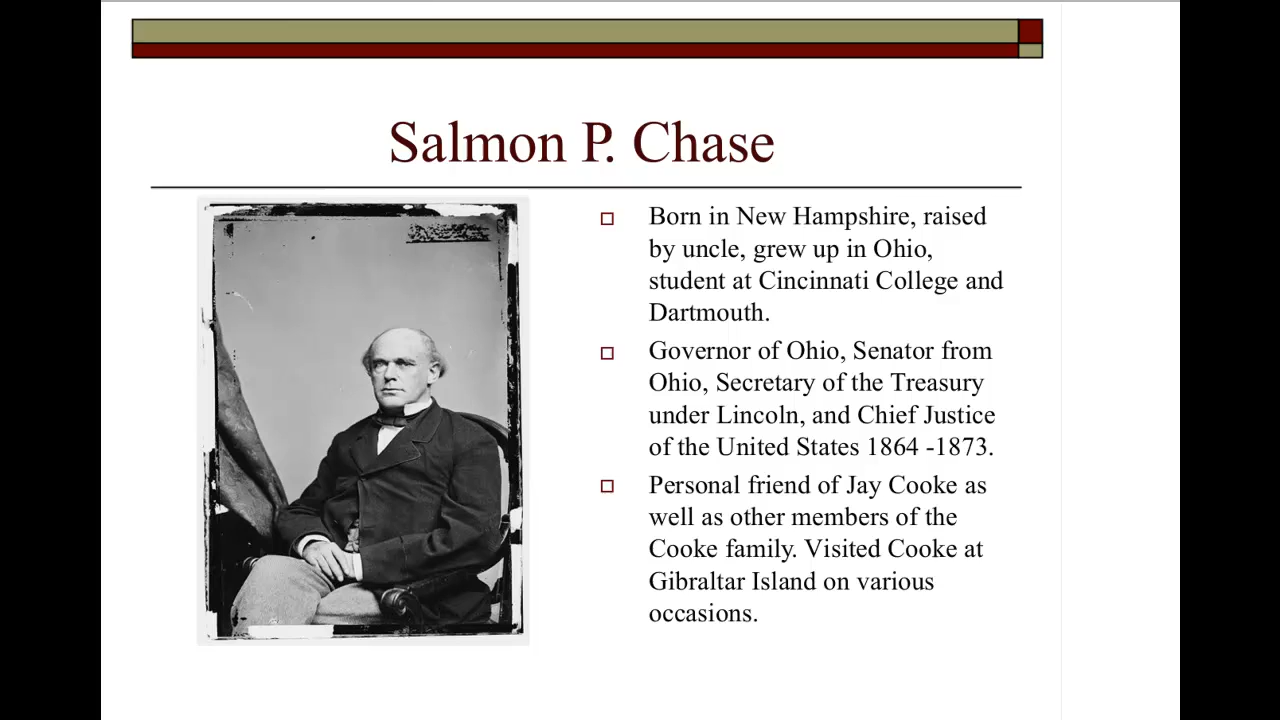 Salmon P. Chase
Born in New Hampshire, raised
by uncle, grew up in Ohio,
student at Cincinnati College and
Dartmouth.
Governor of Ohio, Senator from
Ohio, Secretary of the Treasury
under Lincoln, and Chief Justice
of the United States 1864 -1873.
Personal friend of Jay Cooke as
well as other members of the
Cooke family. Visited Cooke at
Gibraltar Island on various
occasions.